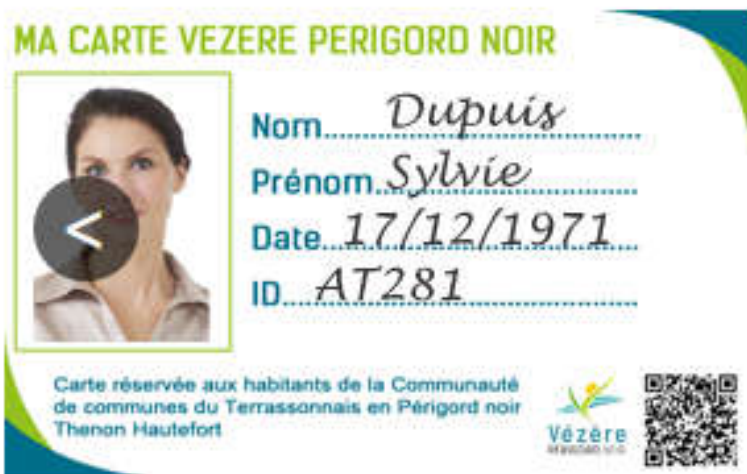 MA CARTE VEZERE PERIGORD NOIR
Nom Dupuis
Prénom Sylvie
Date 17/12/1971
ID AT281
<
Carte réservée aux habitants de la Communauté
de communes du Terrassonnais en Périgord noir
Thenon Hautefort
Vézère